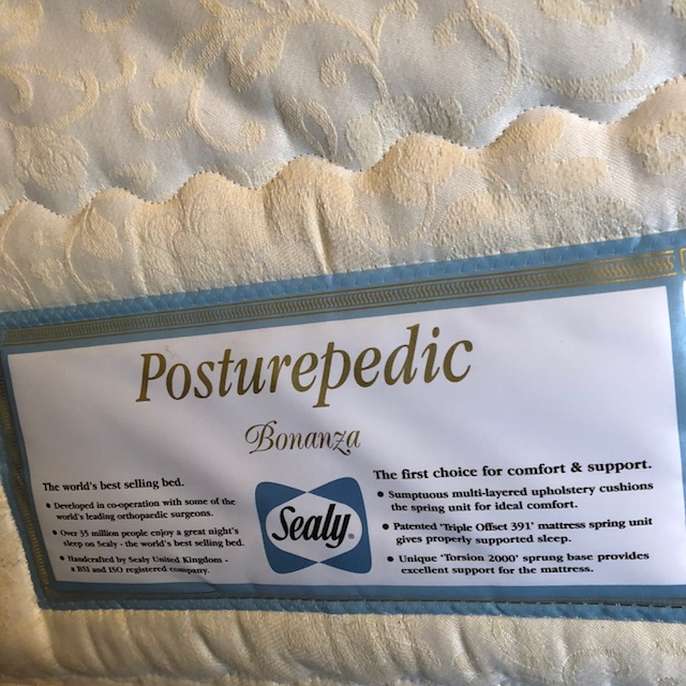 Posturepedic
Bonanza
The world's best selling bed.
• Developed in co-operation with some of the
world's leading orthopaedic surgeons.
• Over 35 million people enjoy a great night's
sleep on Sealy - the world's best selling bed.
• Handcrafted by Sealy United Kingdom -
a BSI and ISO registered company.
Sealy®
The first choice for comfort & support.
• Sumptuous multi-layered upholstery cushions
the spring unit for ideal comfort.
• Patented 'Triple Offset 391' mattress spring unit
gives properly supported sleep.
• Unique 'Torsion 2000' sprung base provides
excellent support for the mattress.